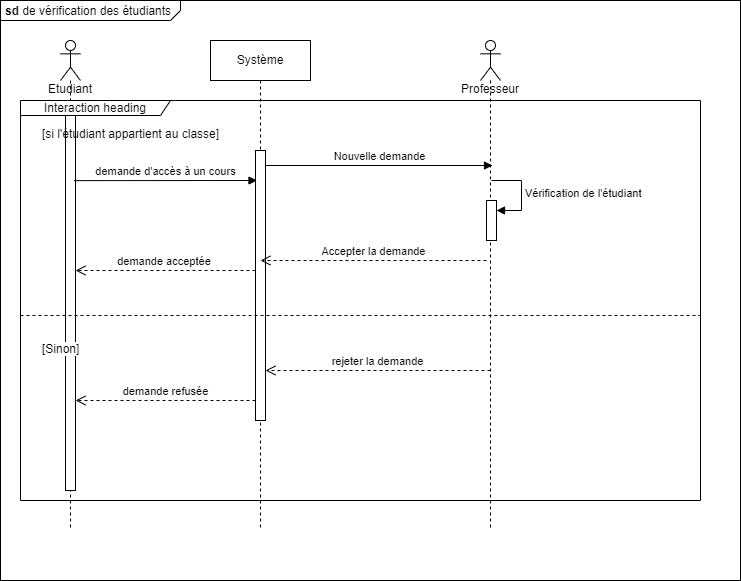 sd de vérification des étudiants
Système
Etudiant
Professeur
Interaction heading
[si l'étudiant appartient au classe]
Nouvelle demande
demande d'accès à un cours
Vérification de l'étudiant
Accepter la demande
demande acceptée
[Sinon]
rejeter la demande
demande refusée